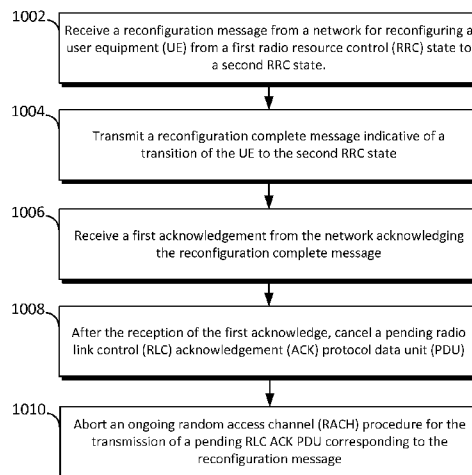 1002
Receive a reconfiguration message from a network for reconfiguring a
user equipment (UE) from a first radio resource control (RRC) state to
a second RRC state.
1004
Transmit a reconfiguration complete message indicative of a
transition of the UE to the second RRC state
1006
Receive a first acknowledgement from the network acknowledging
the reconfiguration complete message
1008
After the reception of the first acknowledge, cancel a pending radio
link control (RLC) acknowledgement (ACK) protocol data unit (PDU)
1010
Abort an ongoing random access channel (RACH) procedure for the
transmission of a pending RLC ACK PDU corresponding to the
reconfiguration message